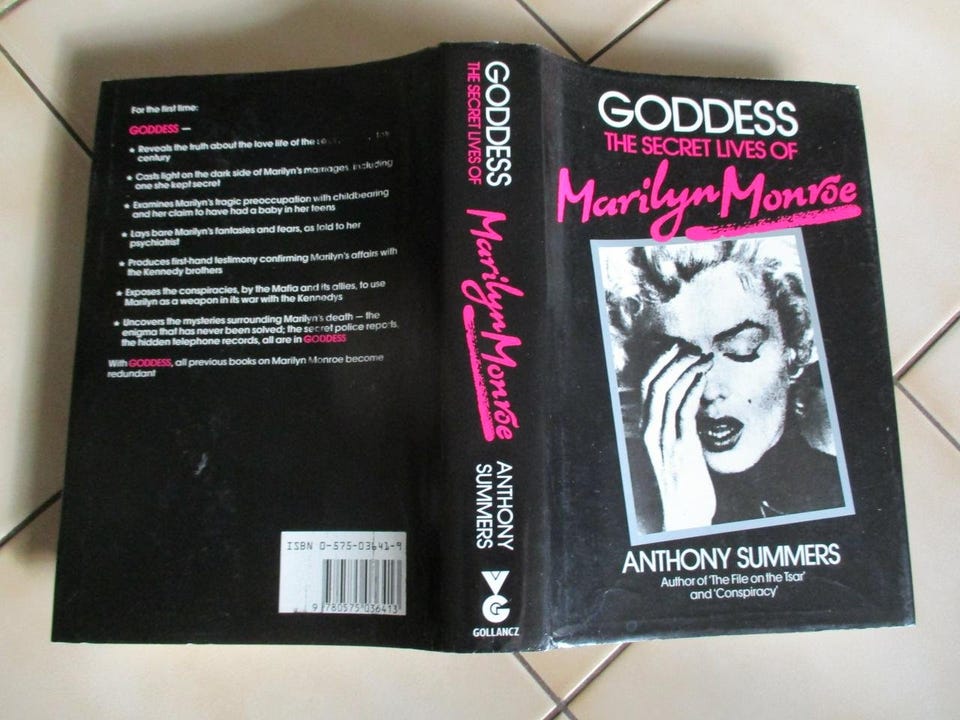 For the first time:
GODDESS —
★ Reveals the truth about the love life of the
century
★ Casts light on the dark side of Marilyn's marriages, including
one she kept secret
★ Examines Marilyn's tragic preoccupation with childbearing
and her claim to have had a baby in her teens
★ Lays bare Marilyn's fantasies and fears, as told to her
psychiatrist
★ Produces first-hand testimony confirming Marilyn's affairs with
the Kennedy brothers
★ Exposes the conspiracies, by the Mafia and its allies, to use
Marilyn as a weapon in its war with the Kennedys
★ Uncovers the mysteries surrounding Marilyn's death — the
enigma that has never been solved; the secret police reports,
the hidden telephone records, all are in GODDESS
With GODDESS, all previous books on Marilyn Monroe become
redundant
ISBN 0-575-03641-9
9 780575 036413
GODDESS
THE SECRET LIVES OF
Marilyn Monroe
ANTHONY
SUMMERS
VG
GOLLANCZ
GODDESS
THE SECRET LIVES OF
Marilyn Monroe
ANTHONY SUMMERS
Author of 'The File on the Tsar'
and 'Conspiracy'